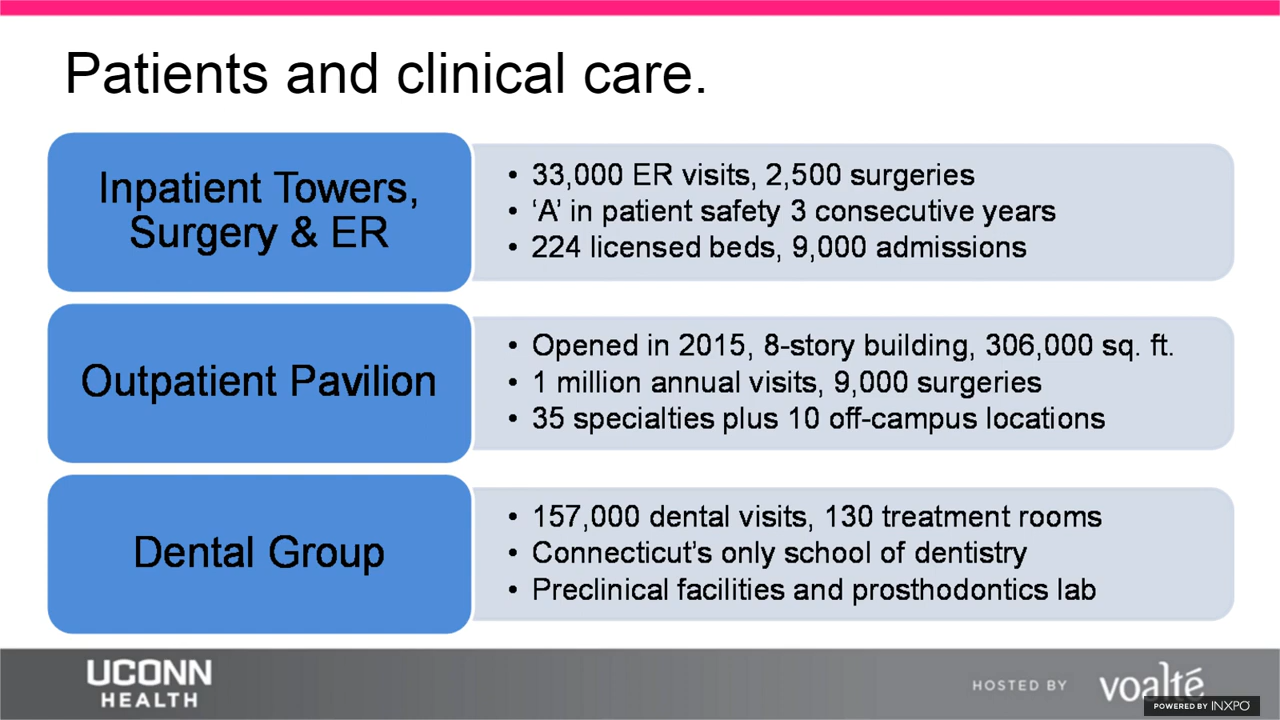 Patients and clinical care.
Inpatient Towers,
Surgery & ER
• 33,000 ER visits, 2,500 surgeries
• ‘A’ in patient safety 3 consecutive years
• 224 licensed beds, 9,000 admissions
Outpatient Pavilion
• Opened in 2015, 8-story building, 306,000 sq. ft.
• 1 million annual visits, 9,000 surgeries
• 35 specialties plus 10 off-campus locations
Dental Group
• 157,000 dental visits, 130 treatment rooms
• Connecticut’s only school of dentistry
• Preclinical facilities and prosthodontics lab
UCONN
HEALTH
HOSTED BY voalté
POWERED BY INXPO